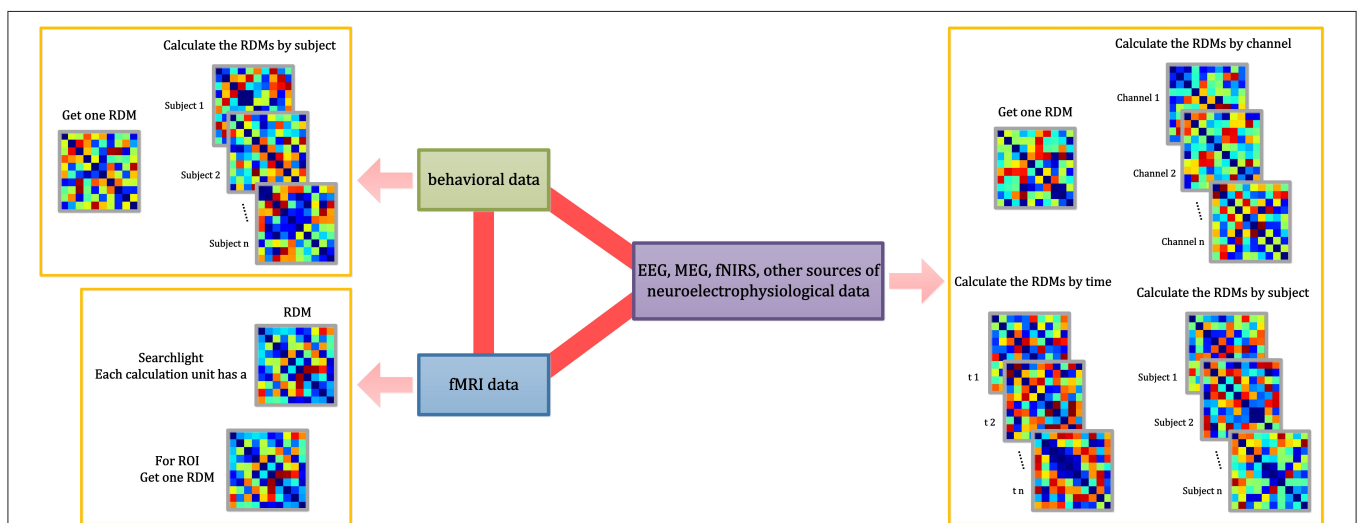 Calculate the RDMs by subject
Get one RDM
Subject 1
Subject 2
Subject n
RDM
Searchlight
Each calculation unit has a
For ROI
Get one RDM
behavioral data
fMRI data
EEG, MEG, fNIRS, other sources of
neuroelectrophysiological data
Calculate the RDMs by channel
Get one RDM
Channel 1
Channel 2
Channel n
Calculate the RDMs by time
t 1
t 2
t n
Calculate the RDMs by subject
Subject 1
Subject 2
Subject n